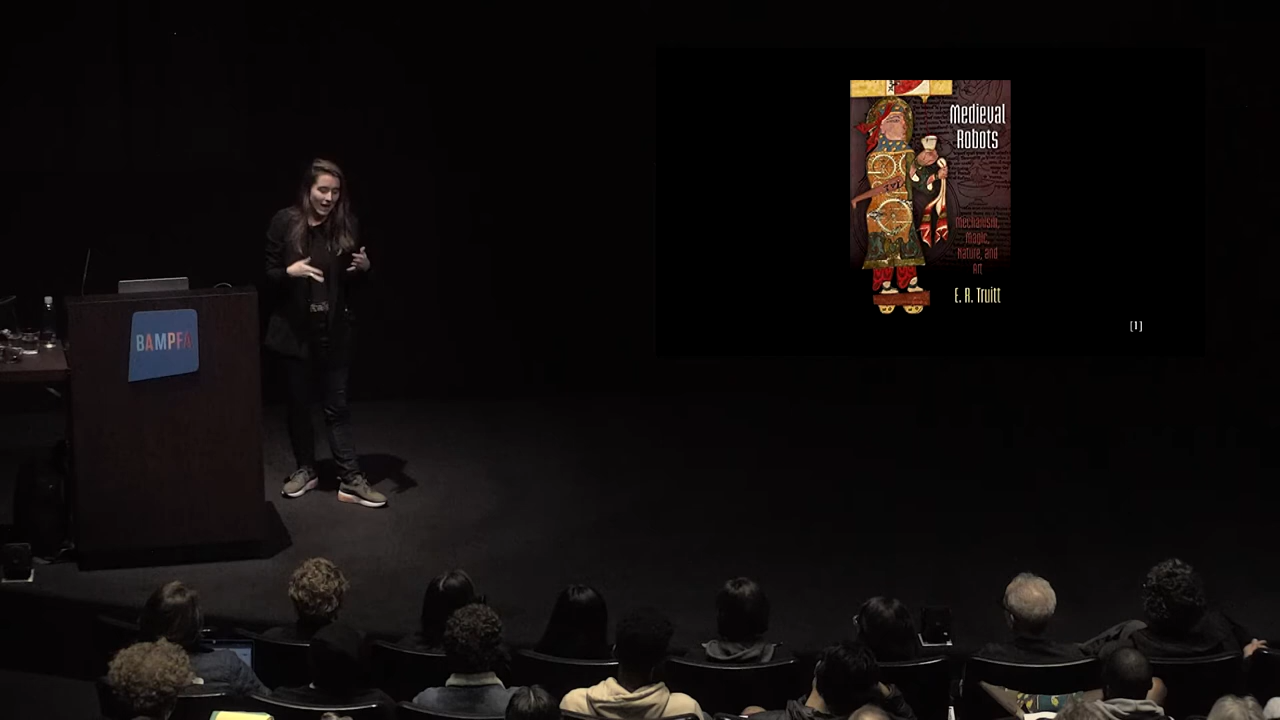 BAMPFA
Medieval
Robots
Mechanism,
Magic,
Nature, and
Art
E. R. Truitt
[1]